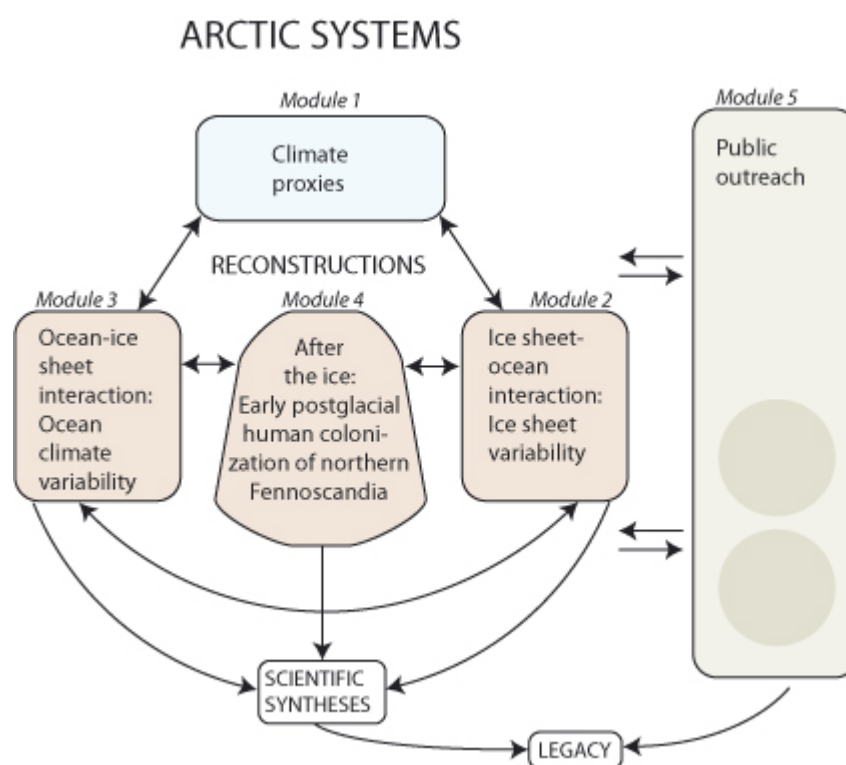 ARCTIC SYSTEMS
Module 1
Climate
proxies
Module 5
Public
outreach
RECONSTRUCTIONS
Module 3
Ocean-ice
sheet
interaction:
Ocean
climate
variability
Module 4
After
the ice:
Early postglacial
human coloni-
zation of northern
Fennoscandia
Module 2
Ice sheet-
ocean
interaction:
Ice sheet
variability
SCIENTIFIC
SYNTHESES
LEGACY